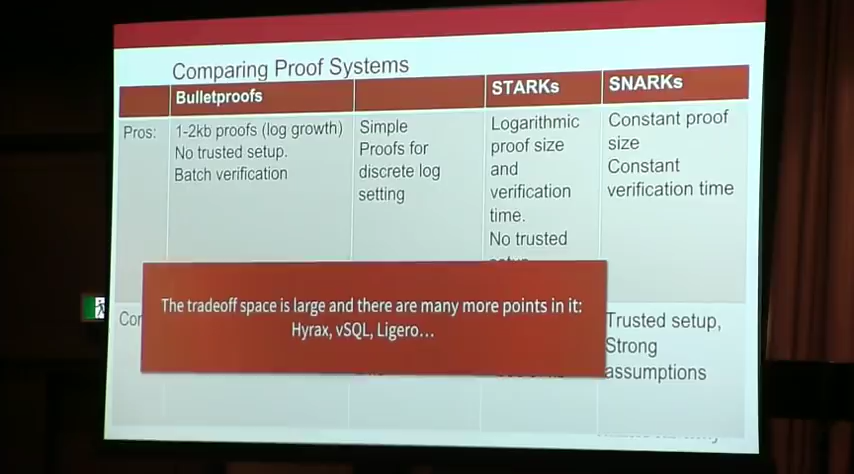 Comparing Proof Systems
Bulletproofs
STARKs
SNARKs
Pros:
1-2kb proofs (log growth)
No trusted setup.
Batch verification
Simple
Proofs for
discrete log
setting
Logarithmic
proof size
and
verification
time.
No trusted
Constant proof
size
Constant
verification time
The tradeoff space is large and there are many more points in it:
Hyrax, vSQL, Ligero…
Trusted setup,
Strong
assumptions